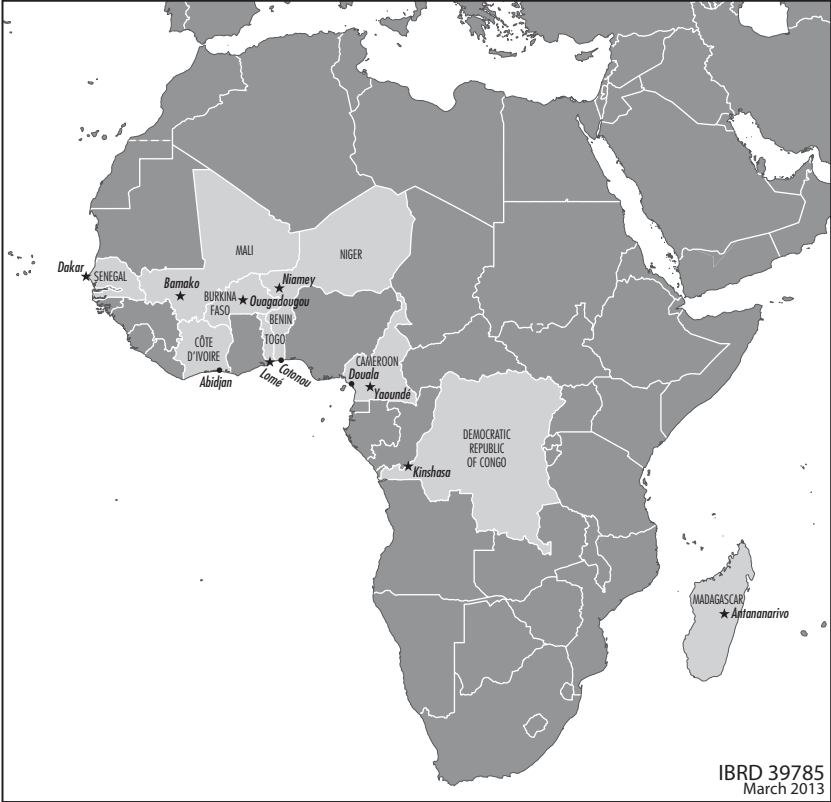 MALI
NIGER
Dakar
SENEGAL
Bamako
Niamey
BURKINA
FASO
Ouagadougou
BENIN
TOGO
CÔTE
D'IVOIRE
Abidjan
Lomé
Cotonou
CAMEROON
Douala
Yaoundé
DEMOCRATIC
REPUBLIC
OF CONGO
Kinshasa
MADAGASCAR
Antananarivo
IBRD 39785
March 2013